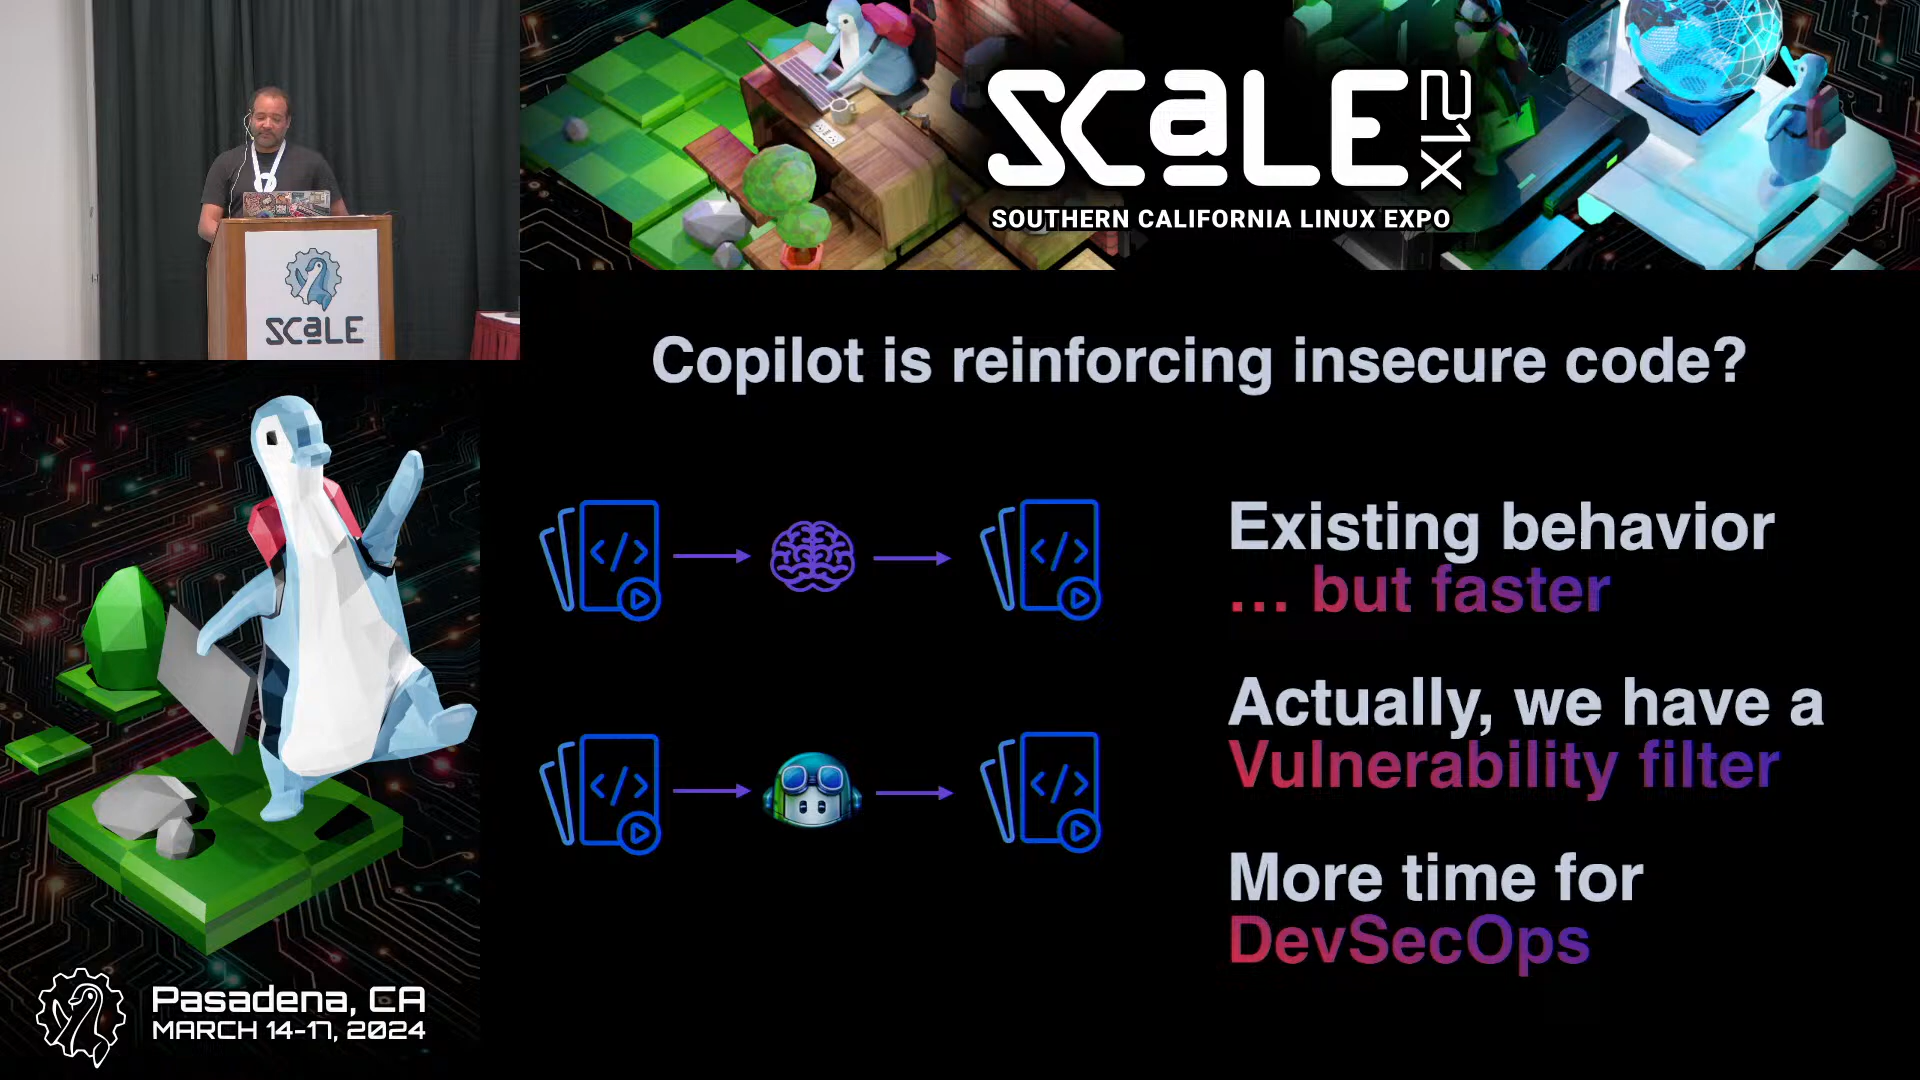 SCaLE 21X
SOUTHERN CALIFORNIA LINUX EXPO
SCaLE
Copilot is reinforcing insecure code?
</>
</>
Existing behavior
... but faster
</>
</>
Actually, we have a
Vulnerability filter
More time for
DevSecOps
Pasadena, CA
MARCH 14-17, 2024